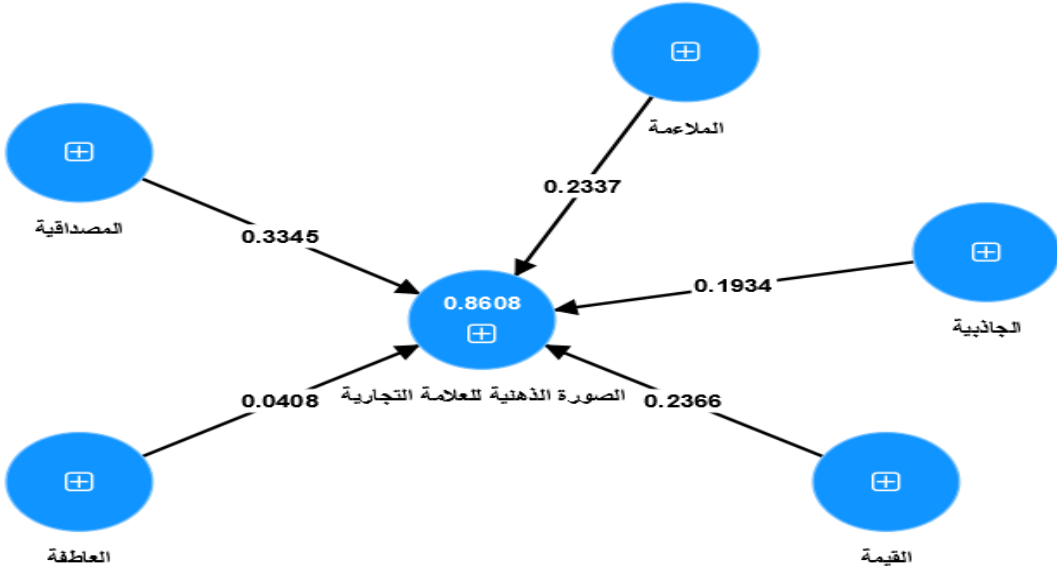 الملاءمة
المصداقية
0.2337
0.3345
0.1934
الجاذبية
0.8608
الصورة الذهنية للعلامة التجارية
0.0408
0.2366
العاطفة
القيمة